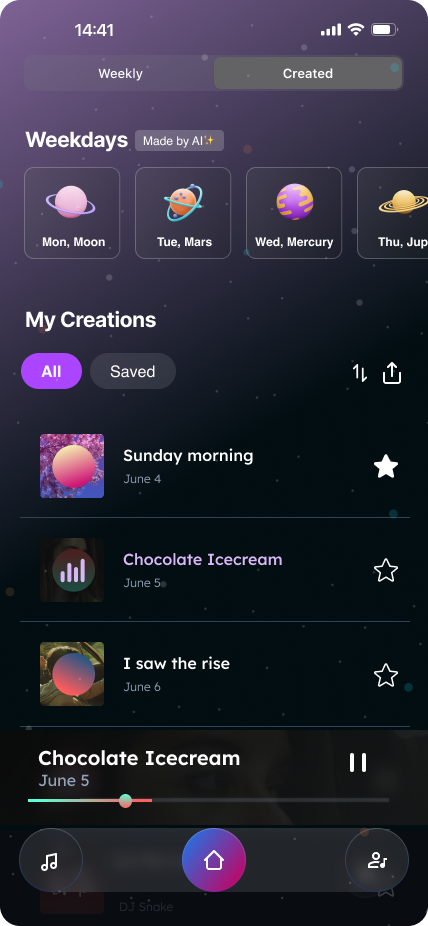 14:41
Weekly
Created
Weekdays
Made by AI✨
Mon, Moon
Tue, Mars
Wed, Mercury
Thu, Jup
My Creations
All
Saved
Sunday morning
June 4
Chocolate Icecream
June 5
I saw the rise
June 6
Chocolate Icecream
June 5
DJ Snake